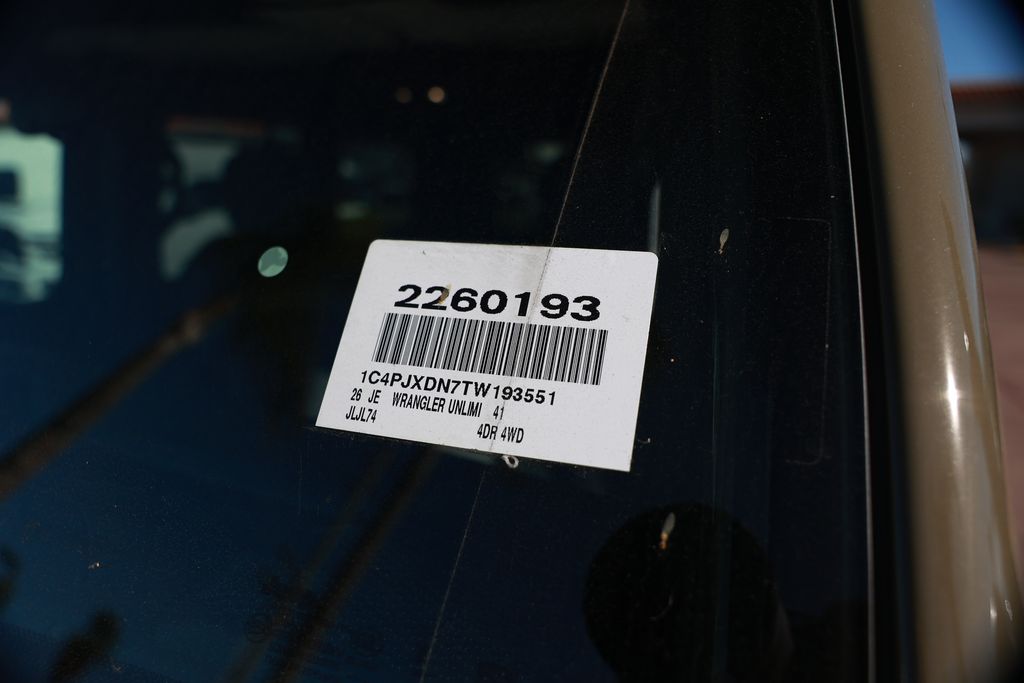 2260193
1C4PJXDN7TW193551
26 JE WRANGLER UNLIMI 41
JLJL74
4DR 4WD